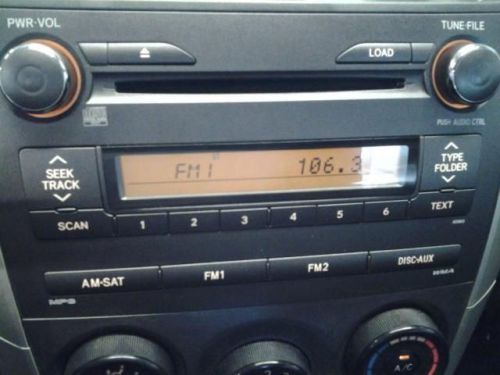 PWR·VOL
TUNE·FILE
LOAD
PUSH AUDIO CTRL
SEEK
TRACK
FM1 106.3
TYPE
FOLDER
SCAN 1 2 3 4 5 6 TEXT
AM·SAT FM1 FM2 DISC·AUX
MP3 WMA
A/C